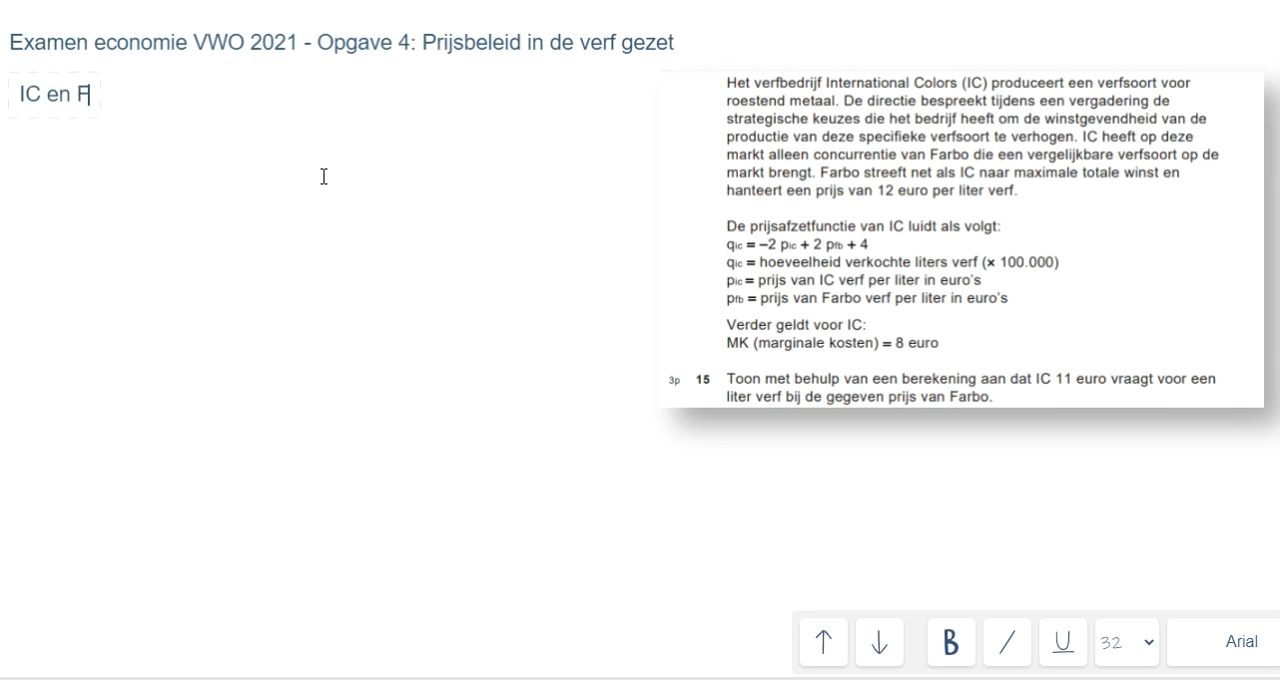 Examen economie VWO 2021 - Opgave 4: Prijsbeleid in de verf gezet
IC en F
Het verfbedrijf International Colors (IC) produceert een verfsoort voor
roestend metaal. De directie bespreekt tijdens een vergadering de
strategische keuzes die het bedrijf heeft om de winstgevendheid van de
productie van deze specifieke verfsoort te verhogen. IC heeft op deze
markt alleen concurrentie van Farbo die een vergelijkbare verfsoort op de
markt brengt. Farbo streeft net als IC naar maximale totale winst en
hanteert een prijs van 12 euro per liter verf.
De prijsafzetfunctie van IC luidt als volgt:
qic = −2 pic + 2 pfb + 4
qic = hoeveelheid verkochte liters verf (× 100.000)
pic = prijs van IC verf per liter in euro's
pfb = prijs van Farbo verf per liter in euro's
Verder geldt voor IC:
MK (marginale kosten) = 8 euro
3p 15 Toon met behulp van een berekening aan dat IC 11 euro vraagt voor een
liter verf bij de gegeven prijs van Farbo.
B U 32 Arial